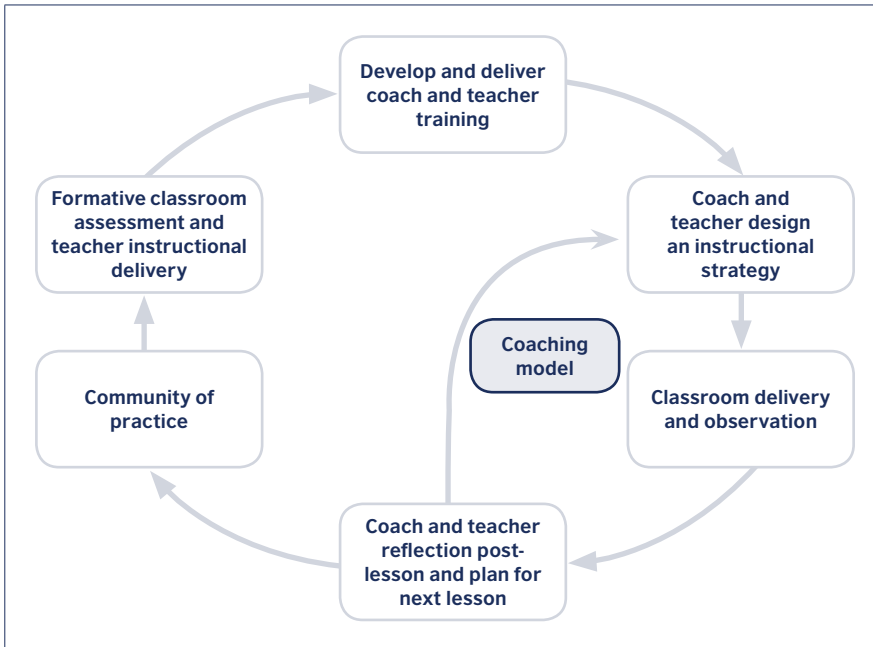 Develop and deliver
coach and teacher
training
Coach and
teacher design
an instructional
strategy
Classroom delivery
and observation
Coach and teacher
reflection post-
lesson and plan for
next lesson
Community of
practice
Formative classroom
assessment and
teacher instructional
delivery
Coaching
model